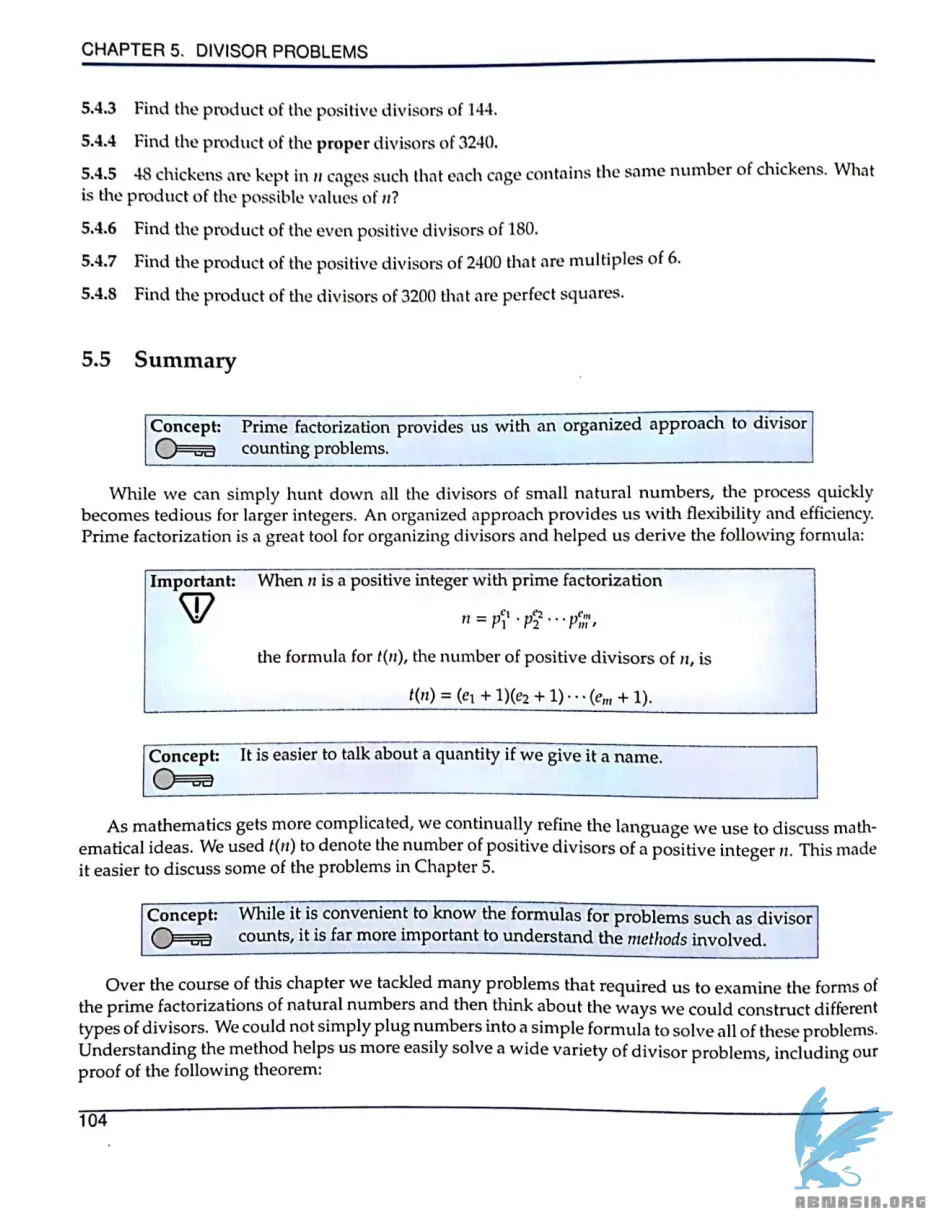 CHAPTER 5. DIVISOR PROBLEMS
5.4.3 Find the product of the positive divisors of 144.
5.4.4 Find the product of the proper divisors of 3240.
5.4.5 48 chickens are kept in n cages such that each cage contains the same number of chickens. What
is the product of the possible values of n?
5.4.6 Find the product of the even positive divisors of 180.
5.4.7 Find the product of the positive divisors of 2400 that are multiples of 6.
5.4.8 Find the product of the divisors of 3200 that are perfect squares.
5.5 Summary
Concept: Prime factorization provides us with an organized approach to divisor
counting problems.
While we can simply hunt down all the divisors of small natural numbers, the process quickly
becomes tedious for larger integers. An organized approach provides us with flexibility and efficiency.
Prime factorization is a great tool for organizing divisors and helped us derive the following formula:
Important: When n is a positive integer with prime factorization
n = p₁^{e₁} · p₂^{e₂} ··· pₘ^{eₘ},
the formula for t(n), the number of positive divisors of n, is
t(n) = (e₁ + 1)(e₂ + 1) ··· (eₘ + 1).
Concept: It is easier to talk about a quantity if we give it a name.
As mathematics gets more complicated, we continually refine the language we use to discuss math-
ematical ideas. We used t(n) to denote the number of positive divisors of a positive integer n. This made
it easier to discuss some of the problems in Chapter 5.
Concept: While it is convenient to know the formulas for problems such as divisor
counts, it is far more important to understand the methods involved.
Over the course of this chapter we tackled many problems that required us to examine the forms of
the prime factorizations of natural numbers and then think about the ways we could construct different
types of divisors. We could not simply plug numbers into a simple formula to solve all of these problems.
Understanding the method helps us more easily solve a wide variety of divisor problems, including our
proof of the following theorem:
104
ABNASIA.ORG